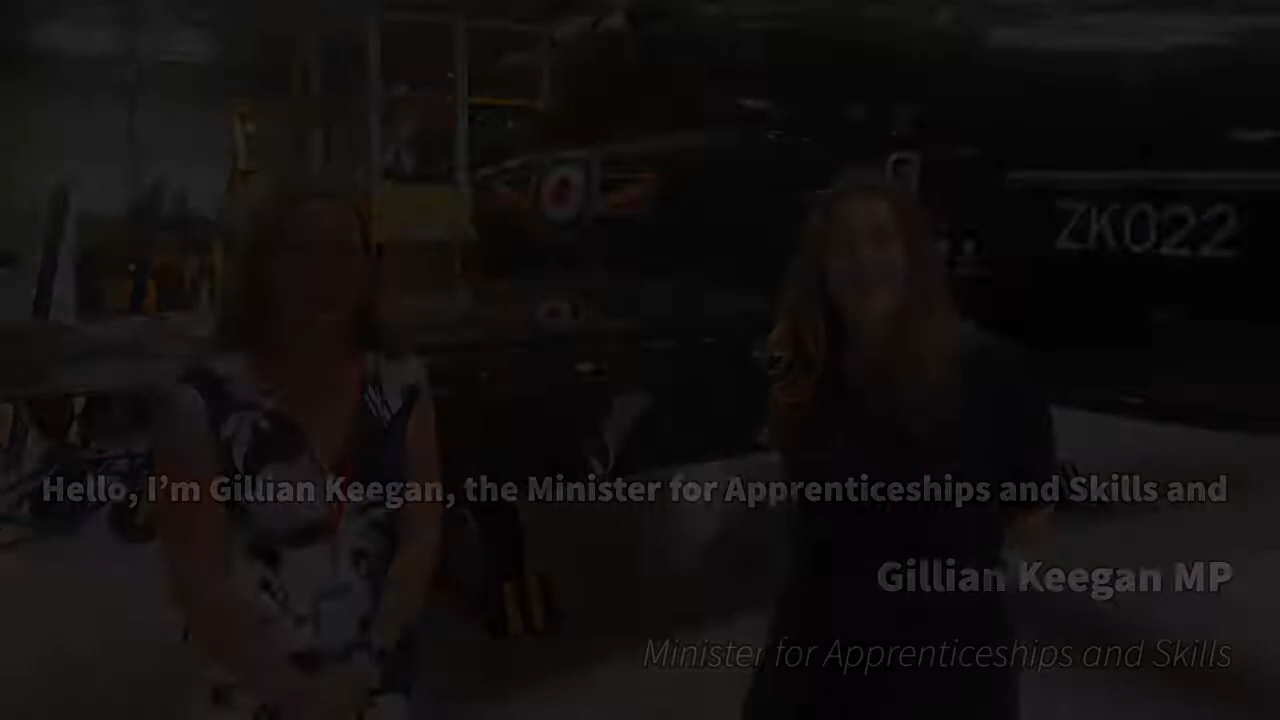 ZK022
Hello, I'm Gillian Keegan, the Minister for Apprenticeships and Skills and
Gillian Keegan MP
Minister for Apprenticeships and Skills